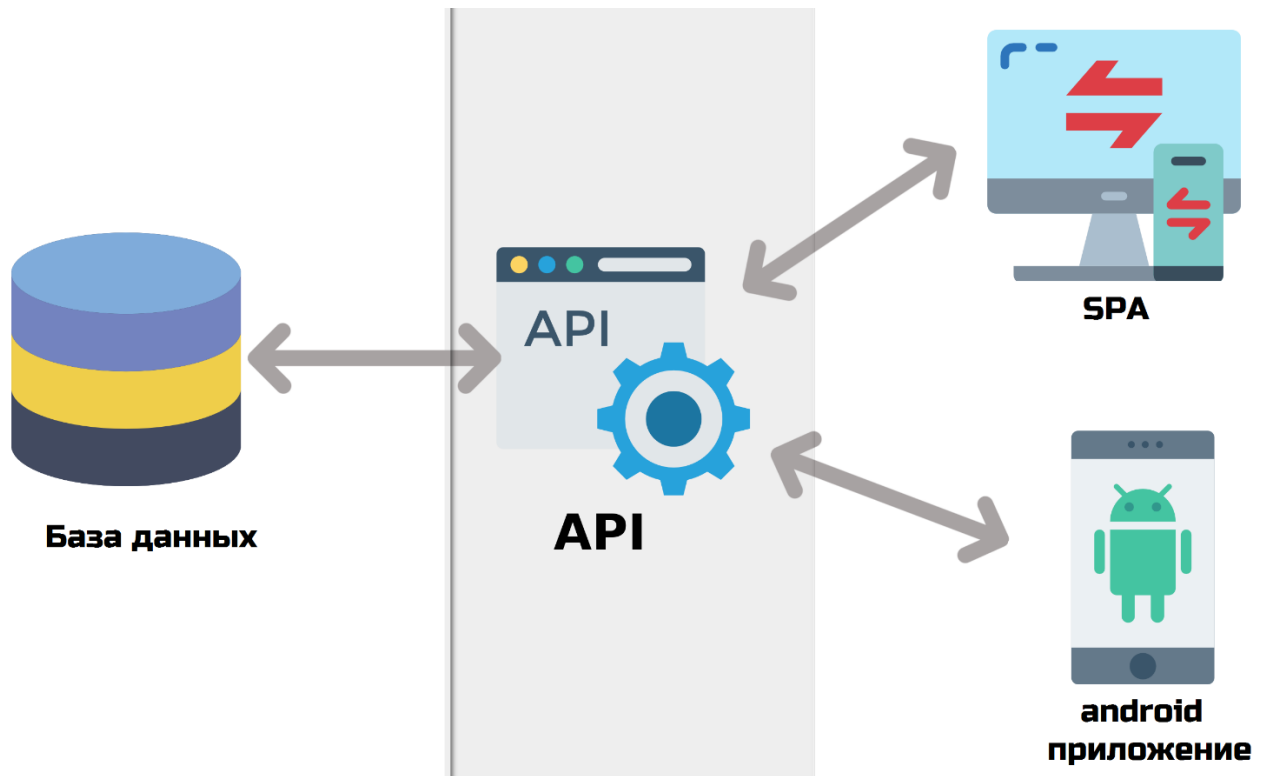 База данных
API
API
SPA
android
приложение